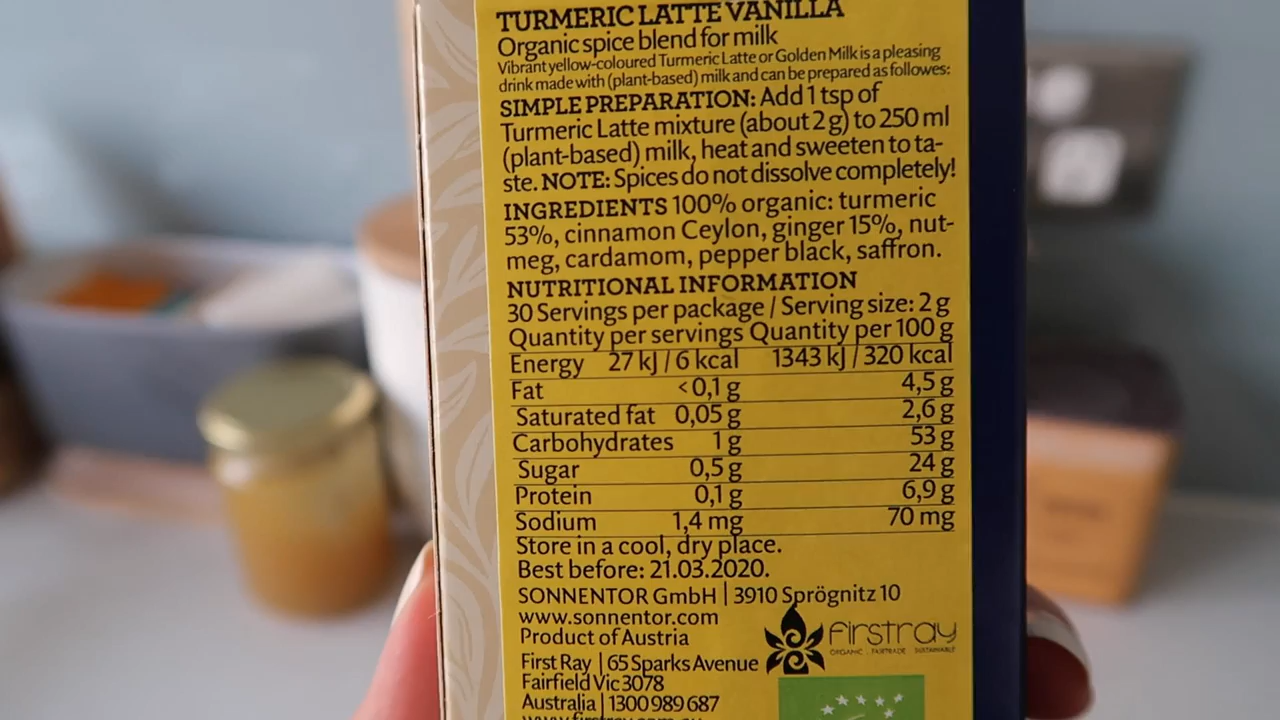 TURMERIC LATTE VANILLA
Organic spice blend for milk
Vibrant yellow-coloured Turmeric Latte or Golden Milk is a pleasing
drink made with (plant-based) milk and can be prepared as followes:
SIMPLE PREPARATION: Add 1 tsp of
Turmeric Latte mixture (about 2 g) to 250 ml
(plant-based) milk, heat and sweeten to ta-
ste. NOTE: Spices do not dissolve completely!
INGREDIENTS 100% organic: turmeric
53%, cinnamon Ceylon, ginger 15%, nut-
meg, cardamom, pepper black, saffron.
NUTRITIONAL INFORMATION
30 Servings per package / Serving size: 2 g
Quantity per servings Quantity per 100 g
Energy 27 kJ / 6 kcal 1343 kJ / 320 kcal
Fat <0,1 g 4,5 g
Saturated fat 0,05 g 2,6 g
Carbohydrates 1 g 53 g
Sugar 0,5 g 24 g
Protein 0,1 g 6,9 g
Sodium 1,4 mg 70 mg
Store in a cool, dry place.
Best before: 21.03.2020.
SONNENTOR GmbH | 3910 Sprögnitz 10
www.sonnentor.com
Product of Austria
firstray
ORGANIC . FAIRTRADE . SUSTAINABLE
First Ray | 65 Sparks Avenue
Fairfield Vic 3078
Australia | 1300 989 687